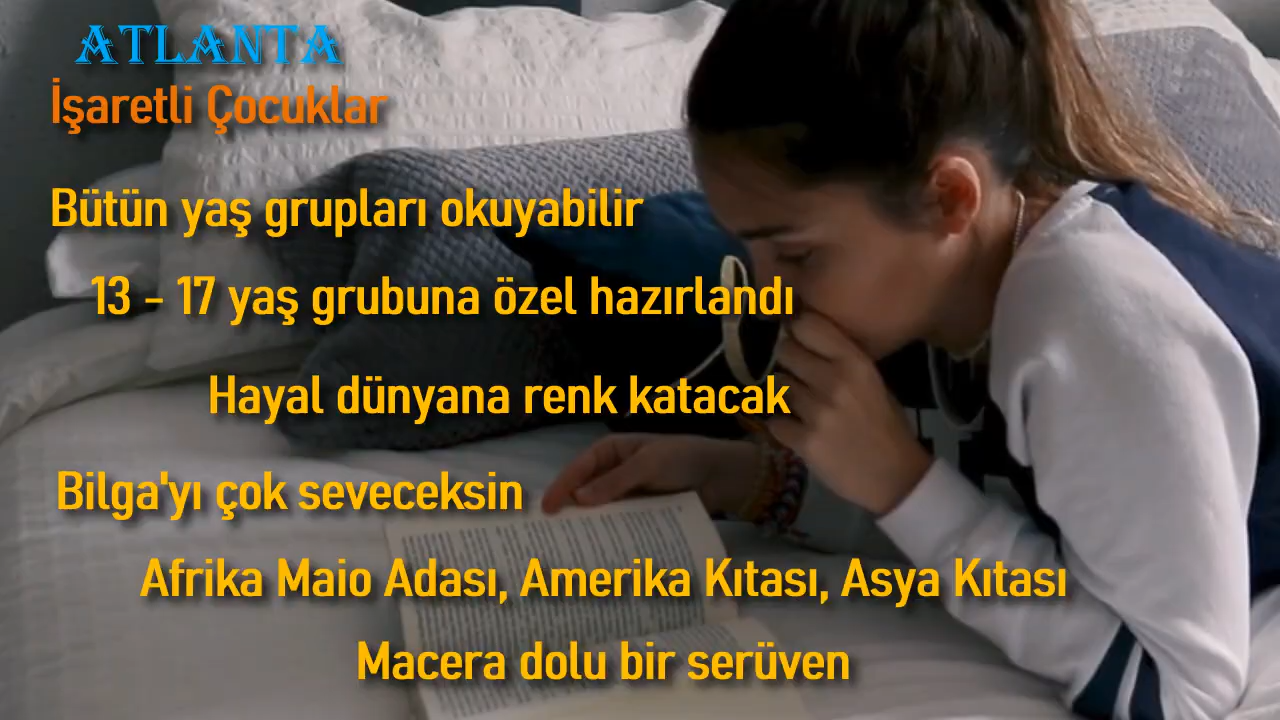 ATLANTA
İşaretli Çocuklar
Bütün yaş grupları okuyabilir
13 - 17 yaş grubuna özel hazırlandı
Hayal dünyana renk katacak
Bilga'yı çok seveceksin
Afrika Maio Adası, Amerika Kıtası, Asya Kıtası
Macera dolu bir serüven